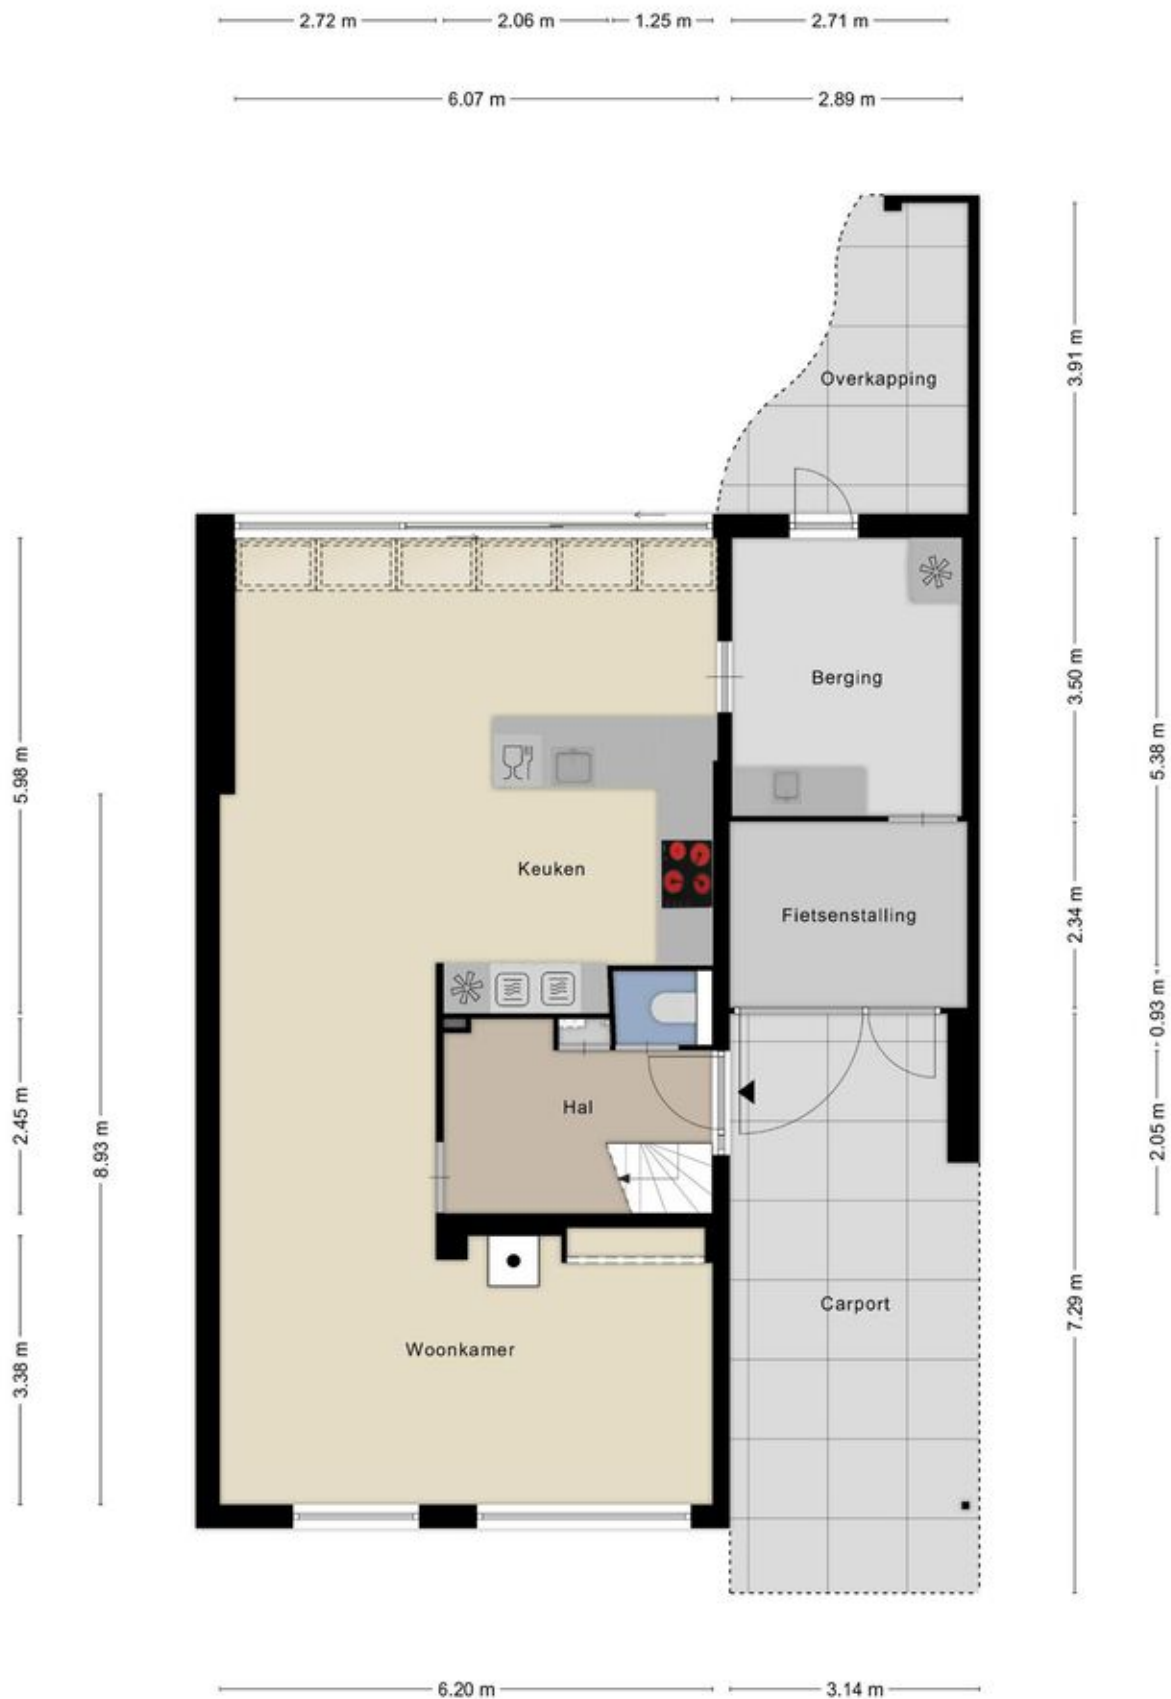 2.72 m
2.06 m
1.25 m
2.71 m
6.07 m
2.89 m
3.91 m
Overkapping
Berging
3.50 m
5.98 m
5.38 m
Keuken
Fietsenstalling
2.34 m
0.93 m
Hal
2.45 m
2.05 m
8.93 m
Carport
7.29 m
Woonkamer
3.38 m
6.20 m
3.14 m